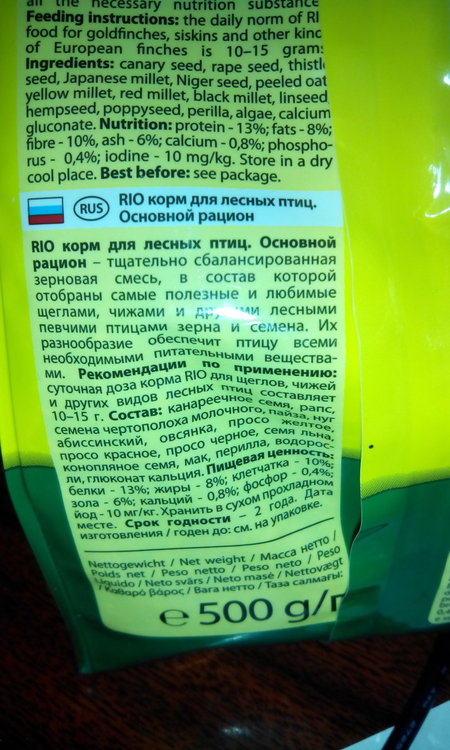 all the necessary nutrition substance
Feeding instructions: the daily norm of RI
food for goldfinches, siskins and other kinc
of European finches is 10–15 grams
Ingredients: canary seed, rape seed, thistl
seed, Japanese millet, Niger seed, peeled oat
yellow millet, red millet, black millet, linseed
hempseed, poppyseed, perilla, algae, calcium
gluconate. Nutrition: protein - 13%; fats - 8%;
fibre - 10%, ash - 6%; calcium - 0,8%; phospho-
rus - 0,4%; iodine - 10 mg/kg. Store in a dry
cool place. Best before: see package.
RUS
RIO корм для лесных птиц.
Основной рацион
RIO корм для лесных птиц. Основной
рацион – тщательно сбалансированная
зерновая смесь, в состав которой
отобраны самые полезные и любимые
щеглами, чижами и другими лесными
певчими птицами зерна и семена. Их
разнообразие обеспечит птицу всеми
необходимыми питательными вещества-
ми. Рекомендации по применению:
суточная доза корма RIO для щеглов, чижей
и других видов лесных птиц составляет
10–15 г. Состав: канареечное семя, рапс,
семена чертополоха молочного, пайза, нуг
абиссинский, овсянка, просо желтое,
просо красное, просо черное, семя льна,
конопляное семя, мак, перилла, водорос-
ли, глюконат кальция. Пищевая ценность:
белки - 13%; жиры - 8%; клетчатка - 10%;
зола - 6%; кальций - 0,8%; фосфор - 0,4%;
йод - 10 мг/кг. Хранить в сухом прохладном
месте. Срок годности – 2 года. Дата
изготовления / годен до: см. на упаковке.
Nettogewicht / Net weight / Масса нетто /
Poids net / Peso netto / Peso neto / Peso
Líquido / Neto svārs / Neto masė / Nettovægt
/ Καθαρό βάρος / Вага нетто / Таза салмағы:
e 500 g/г